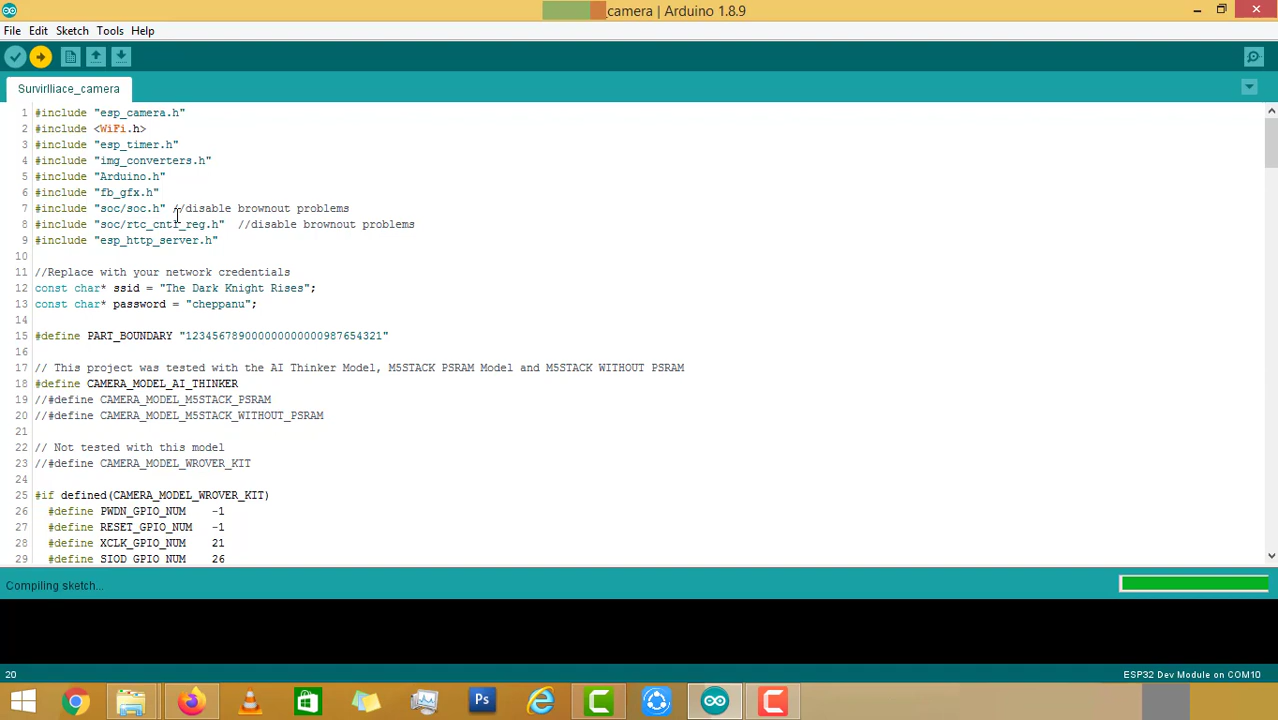 _camera | Arduino 1.8.9
File Edit Sketch Tools Help
Survirlliace_camera
1 #include "esp_camera.h"
2 #include <WiFi.h>
3 #include "esp_timer.h"
4 #include "img_converters.h"
5 #include "Arduino.h"
6 #include "fb_gfx.h"
7 #include "soc/soc.h" //disable brownout problems
8 #include "soc/rtc_cntl_reg.h" //disable brownout problems
9 #include "esp_http_server.h"
10
11 //Replace with your network credentials
12 const char* ssid = "The Dark Knight Rises";
13 const char* password = "cheppanu";
14
15 #define PART_BOUNDARY "123456789000000000000987654321"
16
17 // This project was tested with the AI Thinker Model, M5STACK PSRAM Model and M5STACK WITHOUT PSRAM
18 #define CAMERA_MODEL_AI_THINKER
19 //#define CAMERA_MODEL_M5STACK_PSRAM
20 //#define CAMERA_MODEL_M5STACK_WITHOUT_PSRAM
21
22 // Not tested with this model
23 //#define CAMERA_MODEL_WROVER_KIT
24
25 #if defined(CAMERA_MODEL_WROVER_KIT)
26 #define PWDN_GPIO_NUM -1
27 #define RESET_GPIO_NUM -1
28 #define XCLK_GPIO_NUM 21
29 #define SIOD_GPIO_NUM 26
Compiling sketch...
20
ESP32 Dev Module on COM10
Ps